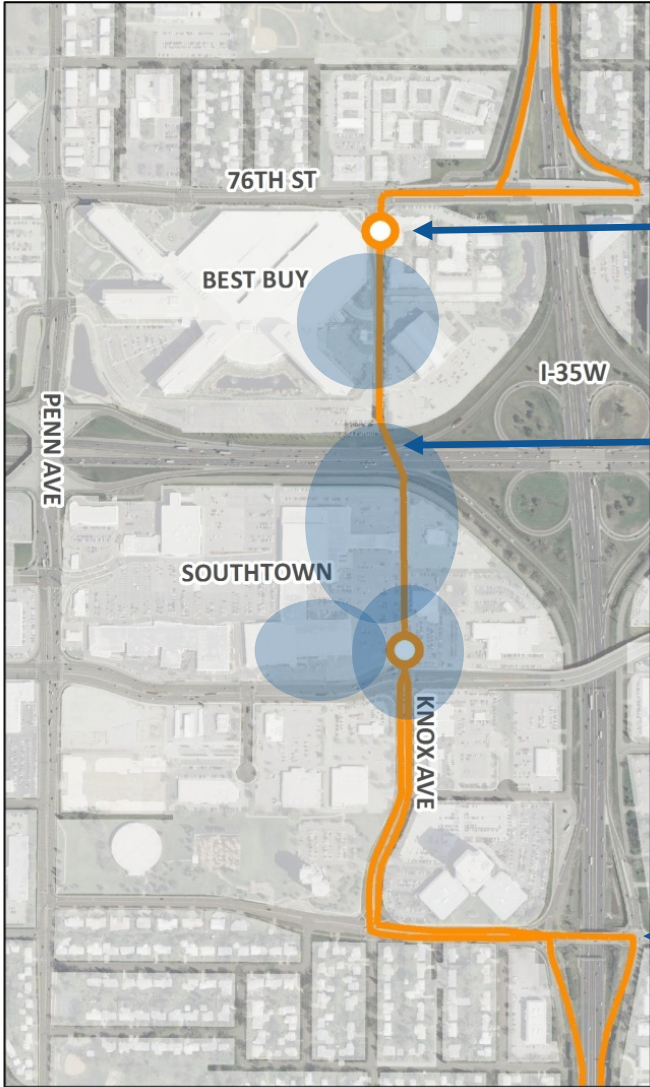 76TH ST
BEST BUY
I-35W
PENN AVE
SOUTHTOWN
KNOX AVE